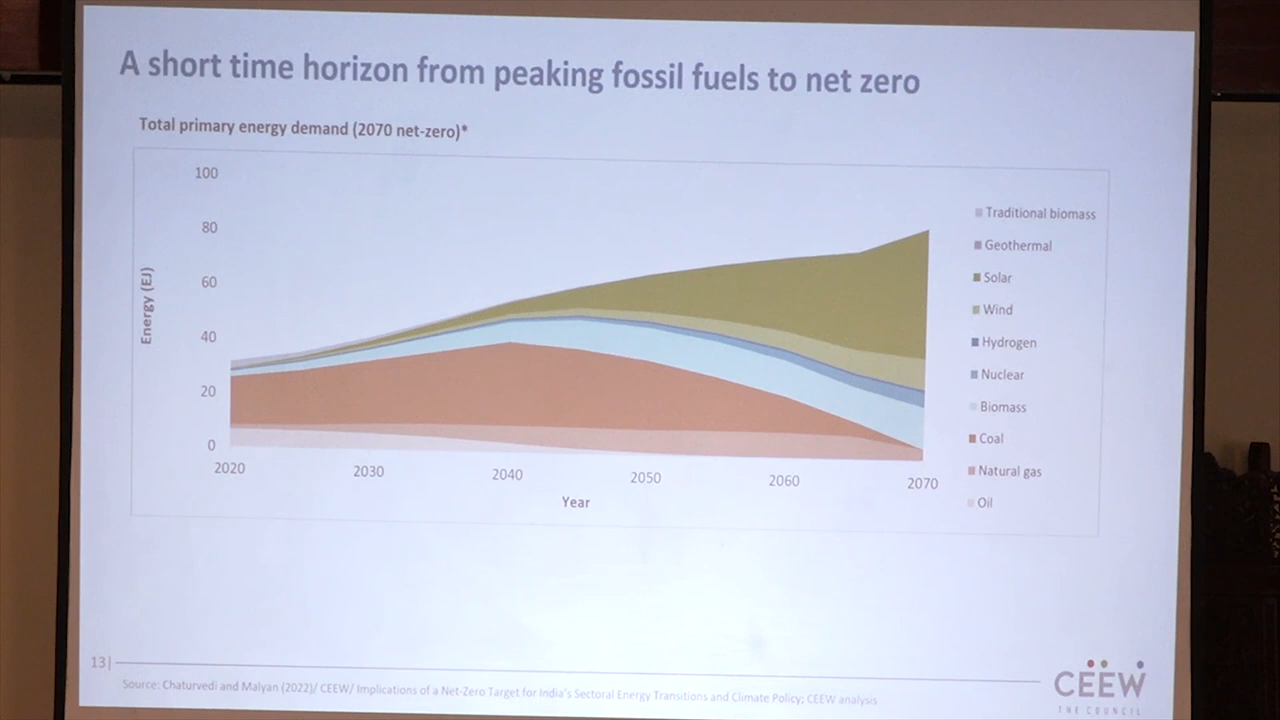 A short time horizon from peaking fossil fuels to net zero
Total primary energy demand (2070 net-zero)*
100
80
60
40
20
0
Energy (EJ)
2020 2030 2040 2050 2060 2070
Year
Traditional biomass
Geothermal
Solar
Wind
Hydrogen
Nuclear
Biomass
Coal
Natural gas
Oil
13|
Source: Chaturvedi and Malyan (2022)/ CEEW/ Implications of a Net-Zero Target for India's Sectoral Energy Transitions and Climate Policy; CEEW analysis
CEEW
THE COUNCIL